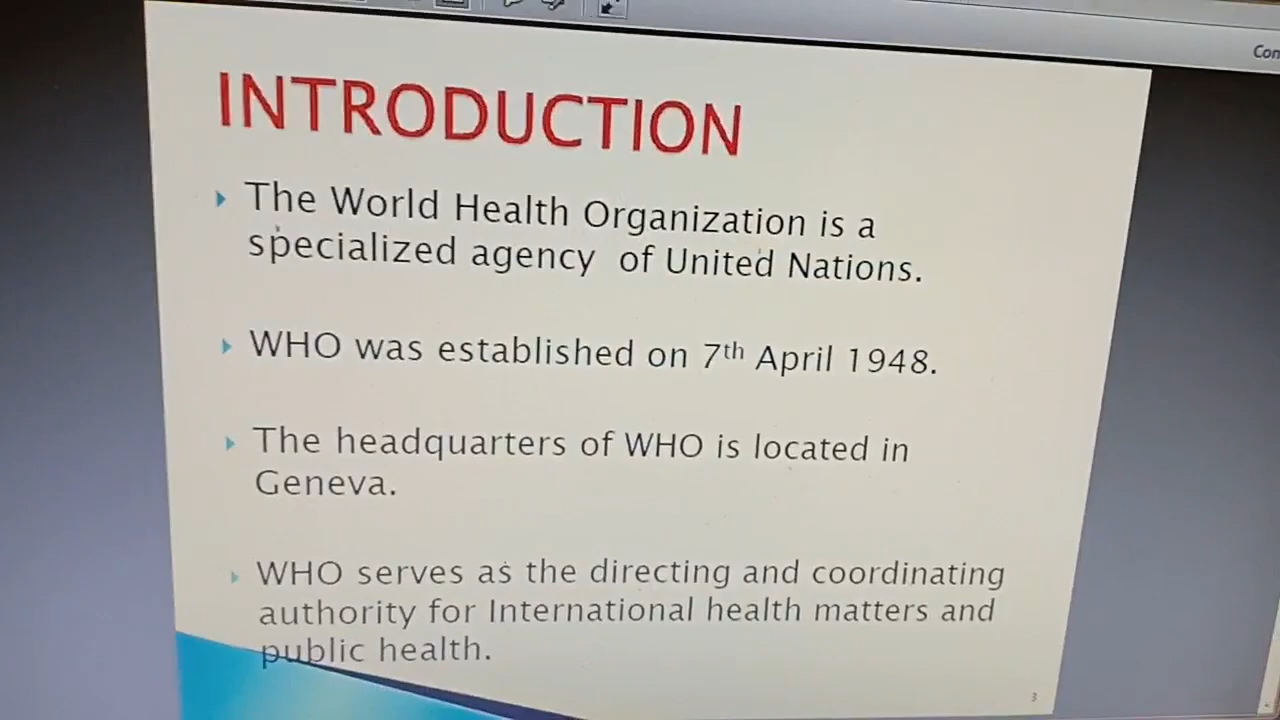 Con
INTRODUCTION
The World Health Organization is a
specialized agency of United Nations.
WHO was established on 7th April 1948.
The headquarters of WHO is located in
Geneva.
WHO serves as the directing and coordinating
authority for International health matters and
public health.
3